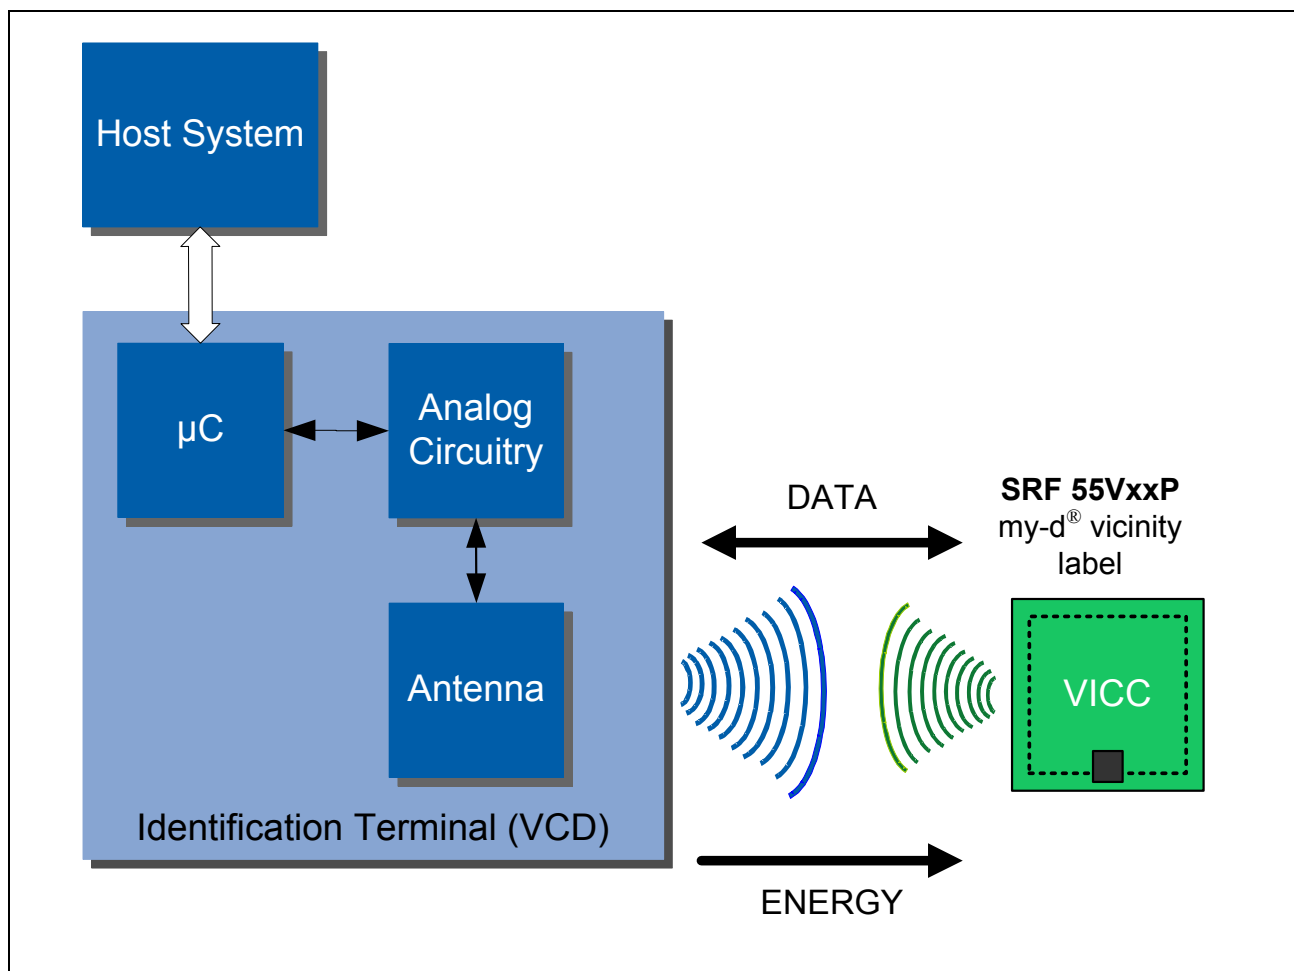 Host System
µC
Analog
Circuitry
Antenna
Identification Terminal (VCD)
DATA
ENERGY
SRF 55VxxP
my-d® vicinity
label
VICC